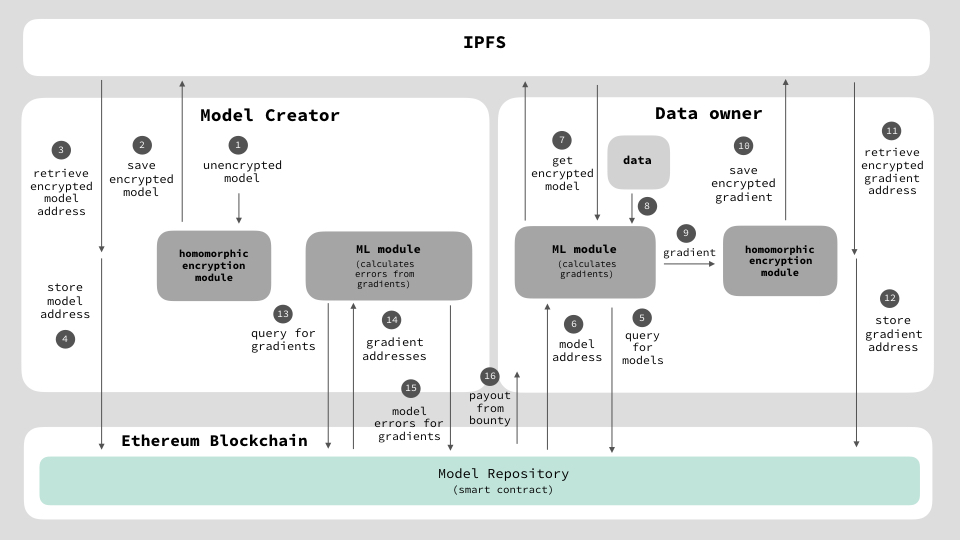 IPFS
Model Creator
3
retrieve
encrypted
model
address
2
save
encrypted
model
1
unencrypted
model
homomorphic
encryption
module
ML module
(calculates
errors from
gradients)
store
model
address
4
13
query for
gradients
14
gradient
addresses
15
model
errors for
gradients
16
payout
from
bounty
Data owner
7
get
encrypted
model
data
8
10
save
encrypted
gradient
11
retrieve
encrypted
gradient
address
ML module
(calculates
gradients)
9
gradient
homomorphic
encryption
module
6
model
address
5
query
for
models
12
store
gradient
address
Ethereum Blockchain
Model Repository
(smart contract)